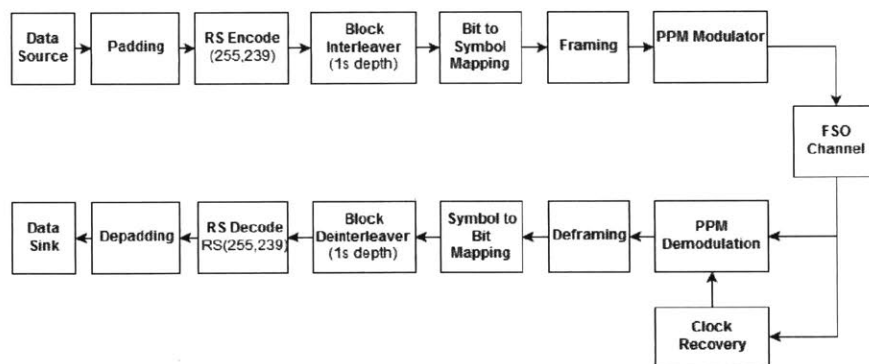 Data
Source
Padding
RS Encode
(255,239)
Block
Interleaver
(1s depth)
Bit to
Symbol
Mapping
Framing
PPM Modulator
FSO
Channel
Data
Sink
Depadding
RS Decode
RS(255,239)
Block
Deinterleaver
(1s depth)
Symbol to
Bit
Mapping
Deframing
PPM
Demodulation
Clock
Recovery